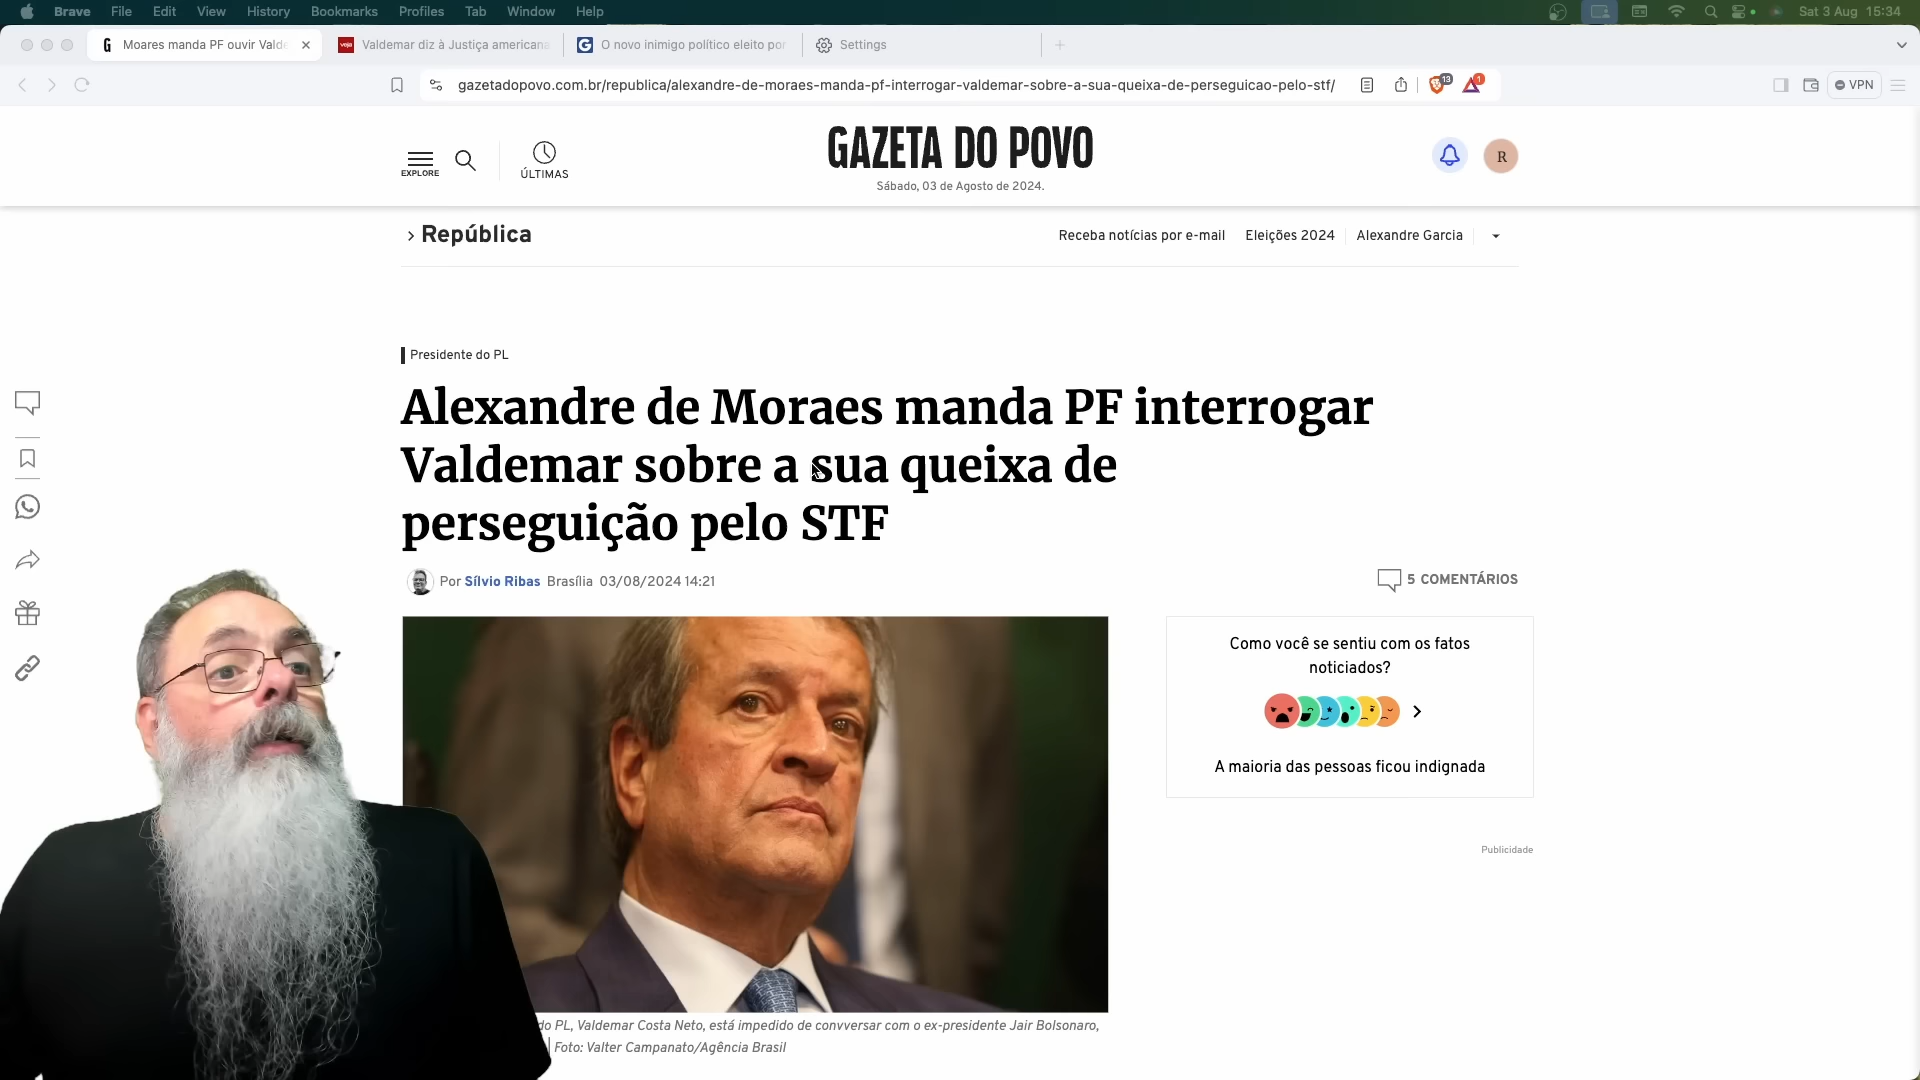 Brave File Edit View History Bookmarks Profiles Tab Window Help Sat 3 Aug 15:34
Moares manda PF ouvir Valde Valdemar diz à Justiça americana O novo inimigo político eleito por Settings
gazetadopovo.com.br/republica/alexandre-de-moraes-manda-pf-interrogar-valdemar-sobre-a-sua-queixa-de-perseguicao-pelo-stf/ 13 1 VPN
EXPLORE
ÚLTIMAS
GAZETA DO POVO
Sábado, 03 de Agosto de 2024.
R
República
Receba notícias por e-mail Eleições 2024 Alexandre Garcia
Presidente do PL
Alexandre de Moraes manda PF interrogar
Valdemar sobre a sua queixa de
perseguição pelo STF
Por Sílvio Ribas Brasília 03/08/2024 14:21
5 COMENTÁRIOS
Como você se sentiu com os fatos
noticiados?
A maioria das pessoas ficou indignada
Publicidade
do PL, Valdemar Costa Neto, está impedido de convversar com o ex-presidente Jair Bolsonaro,
| Foto: Valter Campanato/Agência Brasil